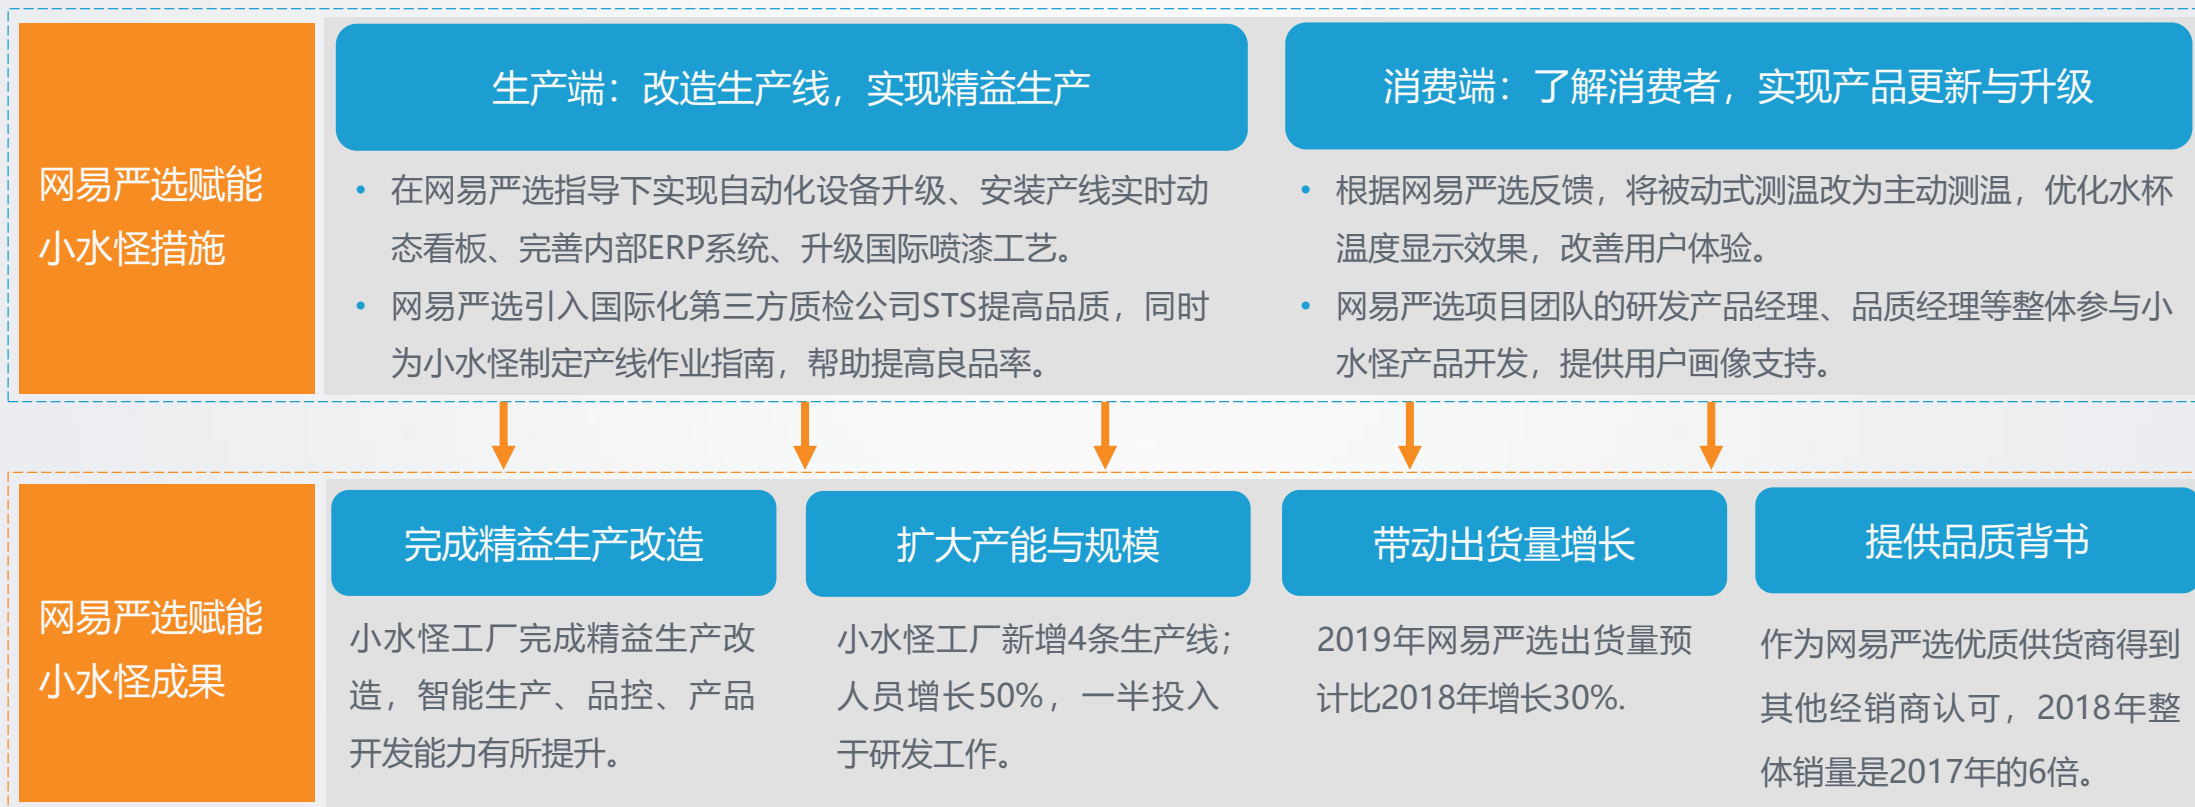 网易严选赋能
小水怪措施
生产端：改造生产线，实现精益生产
• 在网易严选指导下实现自动化设备升级、安装产线实时动
态看板、完善内部ERP系统、升级国际喷漆工艺。
• 网易严选引入国际化第三方质检公司STS提高品质，同时
为小水怪制定产线作业指南，帮助提高良品率。
消费端：了解消费者，实现产品更新与升级
• 根据网易严选反馈，将被动式测温改为主动测温，优化水杯
温度显示效果，改善用户体验。
• 网易严选项目团队的研发产品经理、品质经理等整体参与小
水怪产品开发，提供用户画像支持。
网易严选赋能
小水怪成果
完成精益生产改造
小水怪工厂完成精益生产改
造，智能生产、品控、产品
开发能力有所提升。
扩大产能与规模
小水怪工厂新增4条生产线；
人员增长50%，一半投入
于研发工作。
带动出货量增长
2019年网易严选出货量预
计比2018年增长30%.
提供品质背书
作为网易严选优质供货商得到
其他经销商认可，2018年整
体销量是2017年的6倍。